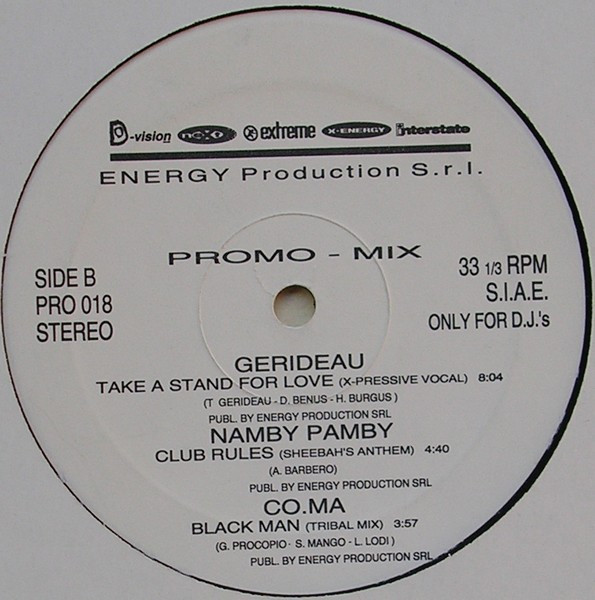 D-vision next extreme X-ENERGY interstate
ENERGY Production S.r.l.
PROMO - MIX
SIDE B
PRO 018
STEREO
33 1/3 RPM
S.I.A.E.
ONLY FOR D.J.'s
GERIDEAU
TAKE A STAND FOR LOVE (X-PRESSIVE VOCAL) 8:04
(T GERIDEAU - D. BENUS - H. BURGUS )
PUBL. BY ENERGY PRODUCTION SRL
NAMBY PAMBY
CLUB RULES (SHEEBAH'S ANTHEM) 4:40
(A. BARBERO)
PUBL. BY ENERGY PRODUCTION SRL
CO.MA
BLACK MAN (TRIBAL MIX) 3:57
(G. PROCOPIO - S. MANGO - L. LODI )
PUBL. BY ENERGY PRODUCTION SRL